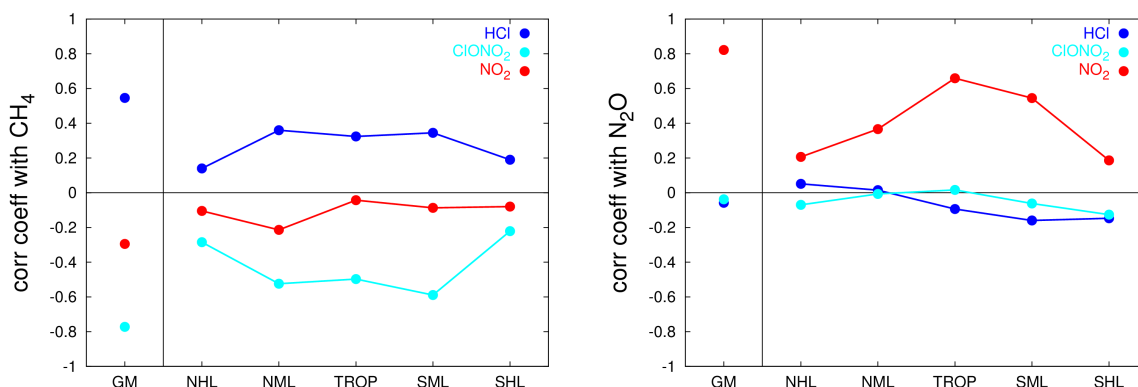 corr coeff with CH₄
1
0.8
0.6
0.4
0.2
0
-0.2
-0.4
-0.6
-0.8
-1
HCl
ClONO₂
NO₂
GM NHL NML TROP SML SHL
corr coeff with N₂O
1
0.8
0.6
0.4
0.2
0
-0.2
-0.4
-0.6
-0.8
-1
HCl
ClONO₂
NO₂
GM NHL NML TROP SML SHL